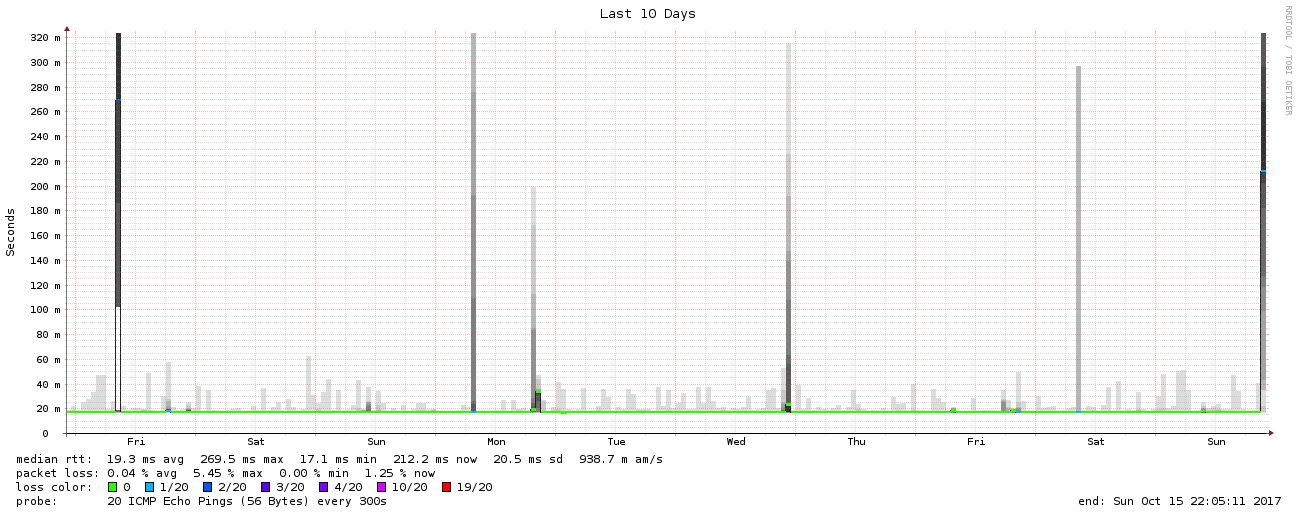 Last 10 Days
RRDTOOL / TOBI OETIKER
Seconds
320 m
300 m
280 m
260 m
240 m
220 m
200 m
180 m
160 m
140 m
120 m
100 m
80 m
60 m
40 m
20 m
0
Fri Sat Sun Mon Tue Wed Thu Fri Sat Sun
median rtt: 19.3 ms avg 269.5 ms max 17.1 ms min 212.2 ms now 20.5 ms sd 938.7 m am/s
packet loss: 0.04 % avg 5.45 % max 0.00 % min 1.25 % now
loss color: 0 1/20 2/20 3/20 4/20 10/20 19/20
probe: 20 ICMP Echo Pings (56 Bytes) every 300s end: Sun Oct 15 22:05:11 2017